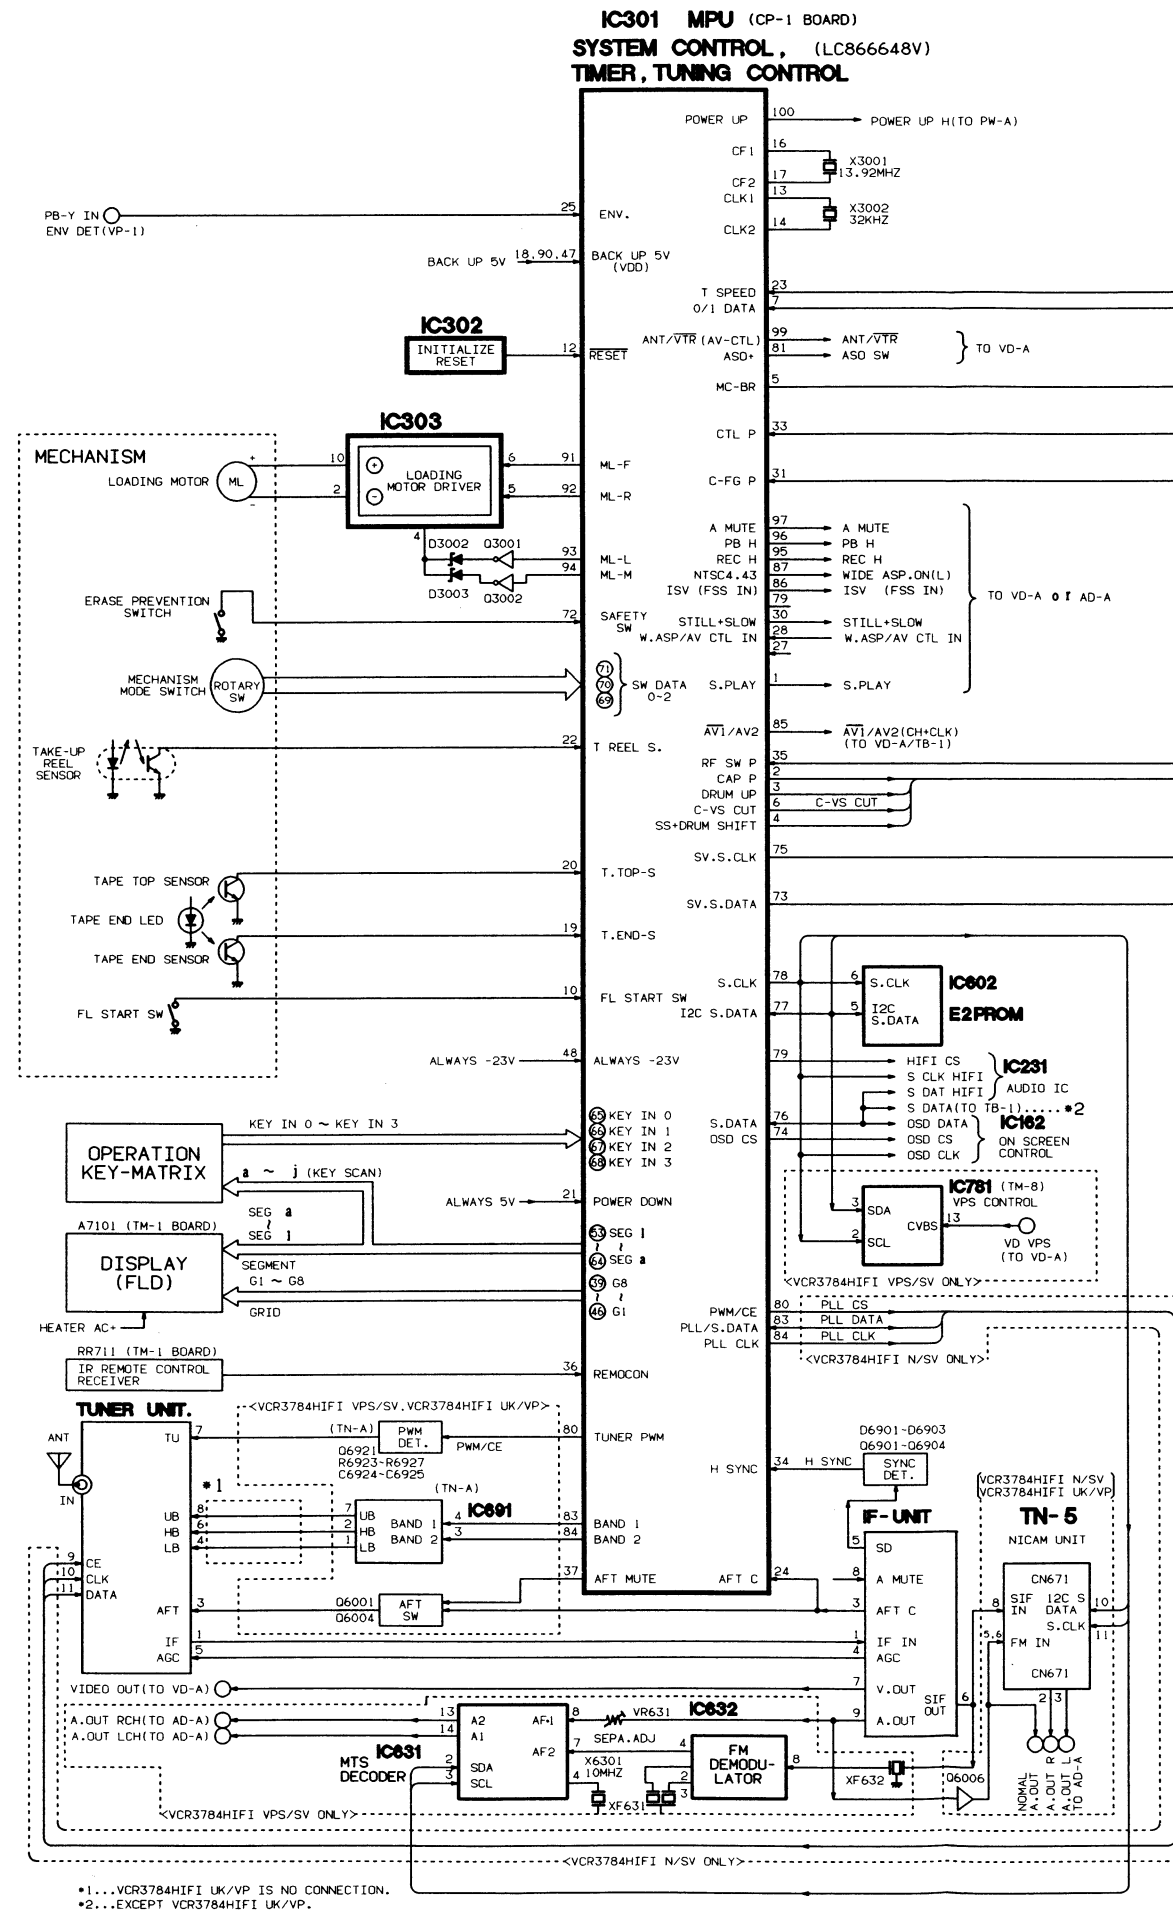 IC301 MPU (CP-1 BOARD)
SYSTEM CONTROL, (LC866648V)
TIMER, TUNING CONTROL
POWER UP 100 POWER UP H(TO PW-A)
CF1 16
X3001
13.92MHZ
CF2 17
CLK1 13
X3002
32KHZ
CLK2 14
PB-Y IN
ENV DET(VP-1)
25 ENV.
BACK UP 5V 18,90,47 BACK UP 5V
(VDD)
T SPEED 23
0/1 DATA 7
IC302
INITIALIZE
RESET
12 RESET
ANT/VTR (AV-CTL) 99 ANT/VTR
ASO+ 81 ASO SW
TO VD-A
MC-BR 5
IC303
CTL P 33
MECHANISM
LOADING MOTOR ML
+
-
10
2
+
-
LOADING
MOTOR DRIVER
6 91 ML-F
5 92 ML-R
4
C-FG P 31
D3002 Q3001
93 ML-L
94 ML-M
D3003 Q3002
A MUTE 97 A MUTE
PB H 96 PB H
REC H 95 REC H
NTSC4.43 87 WIDE ASP.ON(L)
ISV (FSS IN) 86 ISV (FSS IN)
79
STILL+SLOW 30 STILL+SLOW
W.ASP/AV CTL IN 28 W.ASP/AV CTL IN
27
S.PLAY 1 S.PLAY
TO VD-A or AD-A
ERASE PREVENTION
SWITCH
72 SAFETY
SW
MECHANISM
MODE SWITCH
ROTARY
SW
71
70
69
SW DATA
0~2
TAKE-UP
REEL
SENSOR
22 T REEL S.
AV1/AV2 85 AV1/AV2(CH+CLK)
(TO VD-A/TB-1)
RF SW P 35
CAP P 2
DRUM UP 3
C-VS CUT 6 C-VS CUT
SS+DRUM SHIFT 4
SV.S.CLK 75
SV.S.DATA 73
TAPE TOP SENSOR
20 T.TOP-S
TAPE END LED
TAPE END SENSOR
19 T.END-S
FL START SW
10 FL START SW
S.CLK 78 6 S.CLK
I2C S.DATA 77 5 I2C
S.DATA
IC602
E2PROM
ALWAYS -23V 48 ALWAYS -23V
79 HIFI CS
S CLK HIFI
S DAT HIFI
IC231
AUDIO IC
S DATA(TO TB-1).....*2
S.DATA 76 OSD DATA
OSD CS 74 OSD CS
OSD CLK
IC162
ON SCREEN
CONTROL
OPERATION
KEY-MATRIX
KEY IN 0 ~ KEY IN 3
65 KEY IN 0
66 KEY IN 1
67 KEY IN 2
68 KEY IN 3
a ~ j (KEY SCAN)
ALWAYS 5V 21 POWER DOWN
IC781 (TM-8)
VPS CONTROL
3 SDA
2 SCL
CVBS 13
VD VPS
(TO VD-A)
<VCR3784HIFI VPS/SV ONLY>
A7101 (TM-1 BOARD)
DISPLAY
(FLD)
SEG a
~
SEG l
SEGMENT
G1 ~ G8
GRID
HEATER AC+
53 SEG l
~ ~
64 SEG a
39 G8
~ ~
46 G1
PWM/CE 80 PLL CS
PLL/S.DATA 83 PLL DATA
PLL CLK 84 PLL CLK
<VCR3784HIFI N/SV ONLY>
RR711 (TM-1 BOARD)
IR REMOTE CONTROL
RECEIVER
36 REMOCON
TUNER UNIT.
<VCR3784HIFI VPS/SV.VCR3784HIFI UK/VP>
ANT
IN
TU 7
(TN-A) PWM
DET.
PWM/CE
80 TUNER PWM
Q6921
R6923~R6927
C6924~C6925
D6901~D6903
Q6901~Q6904
H SYNC 34 H SYNC
SYNC
DET.
*1
(TN-A)
IC691
UB 8 7 UB
HB 6 2 HB
LB 4 1 LB
BAND 1 4 83 BAND 1
BAND 2 3 84 BAND 2
(VCR3784HIFI N/SV
VCR3784HIFI UK/VP)
IF-UNIT
TN-5
NICAM UNIT
5 SD
8 A MUTE
3 AFT C
1 IF IN
4 AGC
7 V.OUT
9 A.OUT
SIF
OUT
6
9 CE
10 CLK
11 DATA
37 AFT MUTE
AFT C 24
AFT 3
Q6001
Q6004
AFT
SW
IF 1
AGC 5
CN671
8 SIF
IN
I2C S
DATA 10
S.CLK 11
5,6 FM IN
CN671
2 3
VIDEO OUT(TO VD-A)
A.OUT RCH(TO AD-A)
A.OUT LCH(TO AD-A)
IC631
MTS
DECODER
13 A2
14 A1
2 SDA
3 SCL
AF+1 8
AF2 7
4
VR631
SEPA.ADJ
X6301
10MHZ
XF631
IC632
FM
DEMODU-
LATOR
4
2
3
8
XF632
Q6006
NOMAL
A.OUT
A.OUT R
A.OUT L
TO AD-A
<VCR3784HIFI VPS/SV ONLY>
<VCR3784HIFI N/SV ONLY>
*1...VCR3784HIFI UK/VP IS NO CONNECTION.
*2...EXCEPT VCR3784HIFI UK/VP.